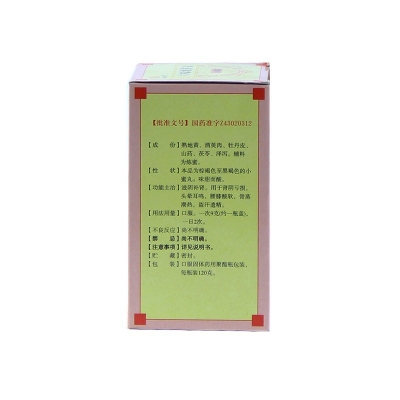 【批准文号】国药准字Z43020312
【成 份】熟地黄、酒萸肉、牡丹皮、
山药、茯苓、泽泻。辅料
为炼蜜。
【性 状】本品为棕褐色至黑褐色的小
蜜丸；味甜而酸。
【功能主治】滋阴补肾。用于肾阴亏损，
头晕耳鸣，腰膝酸软，骨蒸
潮热，盗汗遗精。
【用法用量】口服。一次9克(约一瓶盖)，
一日2次。
【不良反应】尚不明确。
【禁 忌】尚不明确。
【注意事项】详见说明书。
【贮 藏】密封。
【包 装】口服固体药用聚酯瓶包装，
每瓶装120克。